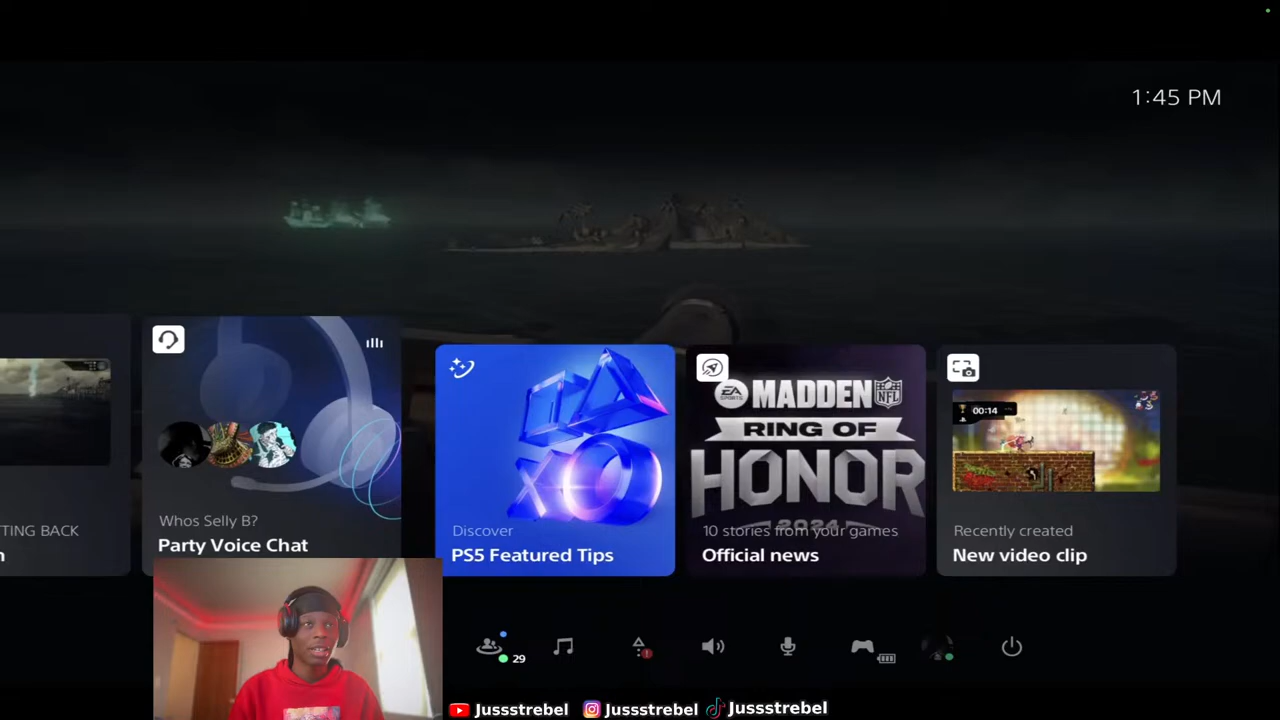 1:45 PM
TING BACK
Whos Selly B?
Party Voice Chat
Discover
PS5 Featured Tips
EA
SPORTS
MADDEN
NFL
RING OF
HONOR
2024
10 stories from your games
Official news
00:14
Recently created
New video clip
29
Jussstrebel
Jussstrebel
Jussstrebel